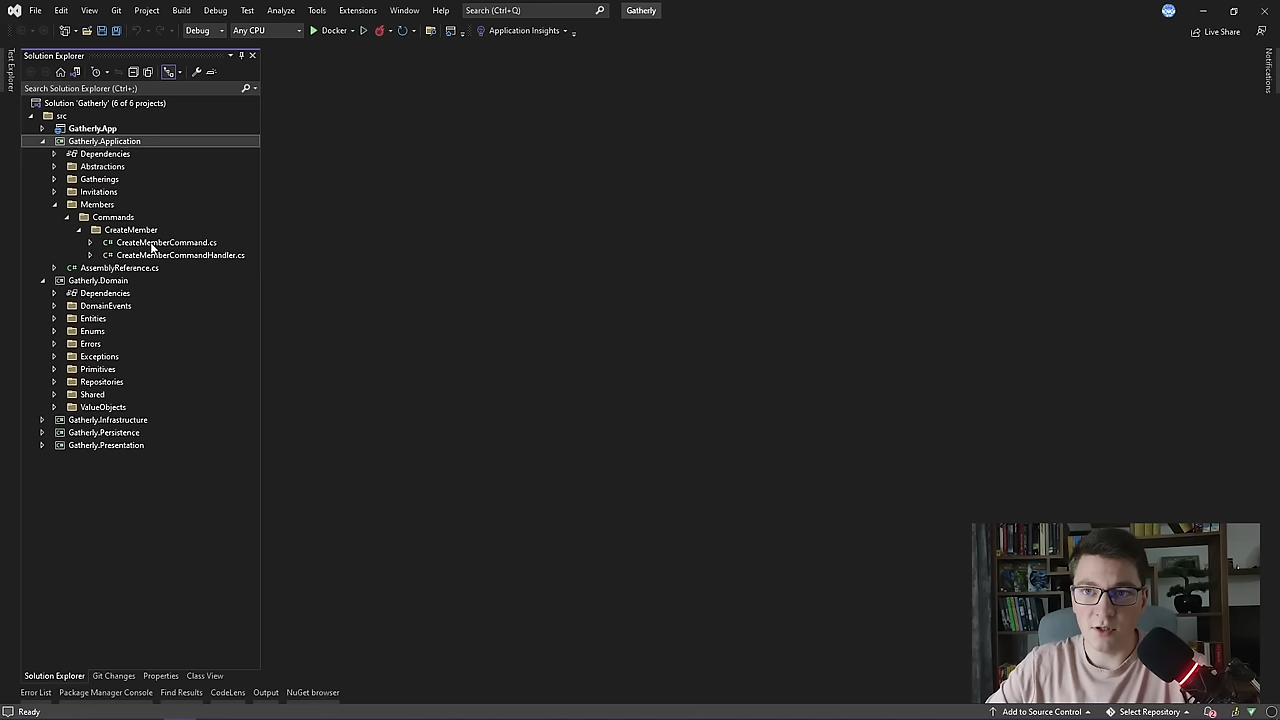 File Edit View Git Project Build Debug Test Analyze Tools Extensions Window Help Search (Ctrl+Q) Gatherly
Debug Any CPU Docker Application Insights Live Share
Test Explorer
Solution Explorer
Notifications
Search Solution Explorer (Ctrl+;)
Solution 'Gatherly' (6 of 6 projects)
src
Gatherly.App
Gatherly.Application
Dependencies
Abstractions
Gatherings
Invitations
Members
Commands
CreateMember
C# CreateMemberCommand.cs
C# CreateMemberCommandHandler.cs
C# AssemblyReference.cs
Gatherly.Domain
Dependencies
DomainEvents
Entities
Enums
Errors
Exceptions
Primitives
Repositories
Shared
ValueObjects
Gatherly.Infrastructure
Gatherly.Persistence
Gatherly.Presentation
Solution Explorer Git Changes Properties Class View
Error List Package Manager Console Find Results CodeLens Output NuGet browser
Ready Add to Source Control Select Repository